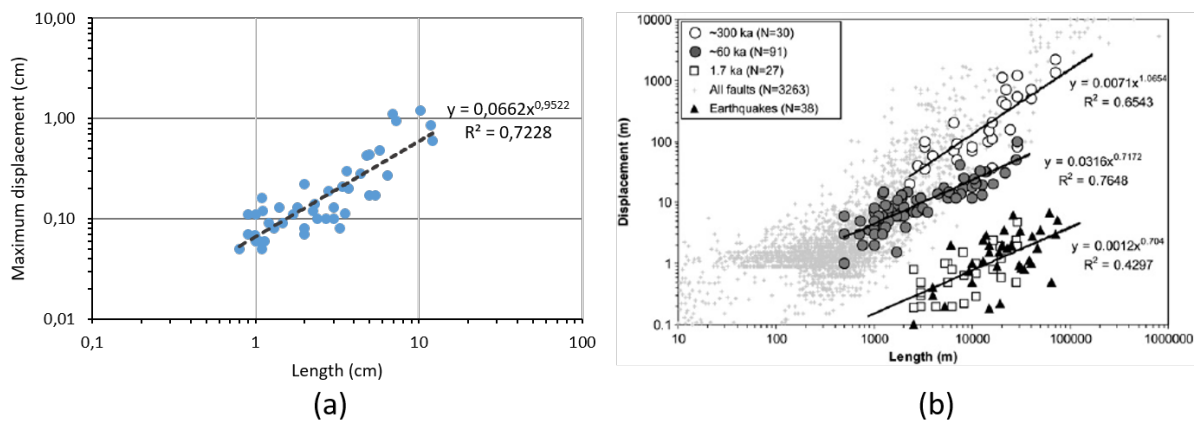 (a)
10,00
1,00
0,10
0,01
0,1
1
10
100
Maximum displacement (cm)
Length (cm)
y = 0,0662x^0,9522
R² = 0,7228
(b)
10000
1000
100
10
1
0.1
10
100
1000
10000
100000
1000000
Displacement (m)
Length (m)
~300 ka (N=30)
~60 ka (N=91)
1.7 ka (N=27)
All faults (N=3263)
Earthquakes (N=38)
y = 0.0071x^1.0654
R² = 0.6543
y = 0.0316x^0.7172
R² = 0.7648
y = 0.0012x^0.704
R² = 0.4297
(a)
(b)